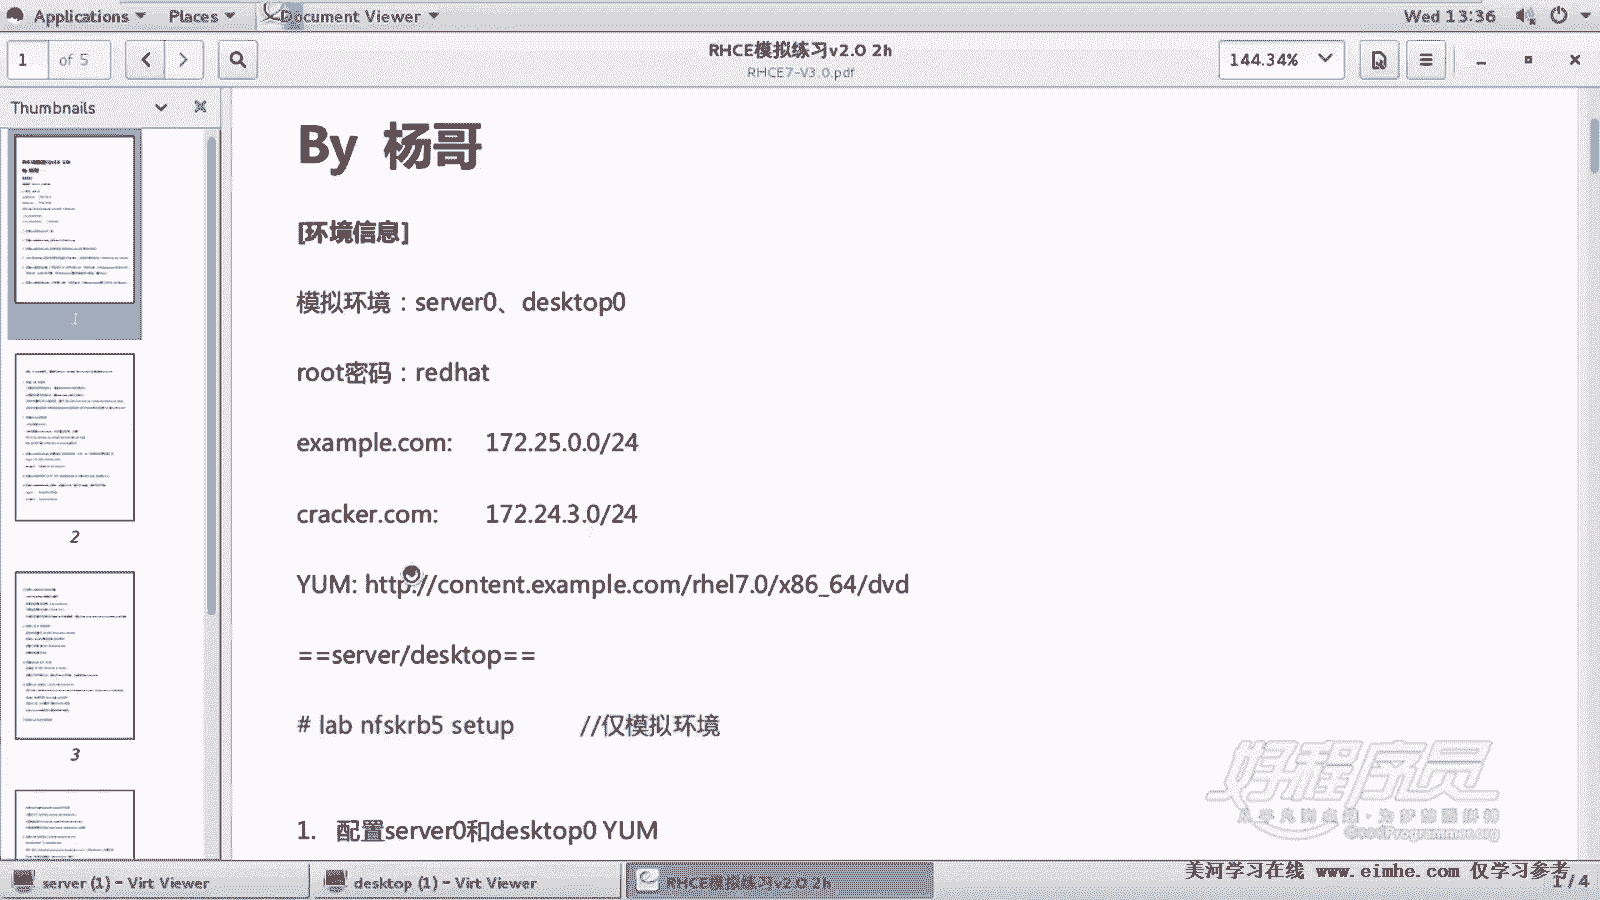 Applications Places Document Viewer Wed 13:36
1 of 5
RHCE模拟练习v2.0 2h
RHCE7-V3.0.pdf
144.34%
Thumbnails
1
2
3
By 杨哥
[环境信息]
模拟环境：server0、desktop0
root密码：redhat
example.com: 172.25.0.0/24
cracker.com: 172.24.3.0/24
YUM: http://content.example.com/rhel7.0/x86_64/dvd
==server/desktop==
# lab nfskrb5 setup //仅模拟环境
1. 配置server0和desktop0 YUM
好程序员
GoodProgrammer.org
美河学习在线 www.eimhe.com 仅学习参考
server (1) - Virt Viewer
desktop (1) - Virt Viewer
RHCE模拟练习v2.0 2h
1 / 4